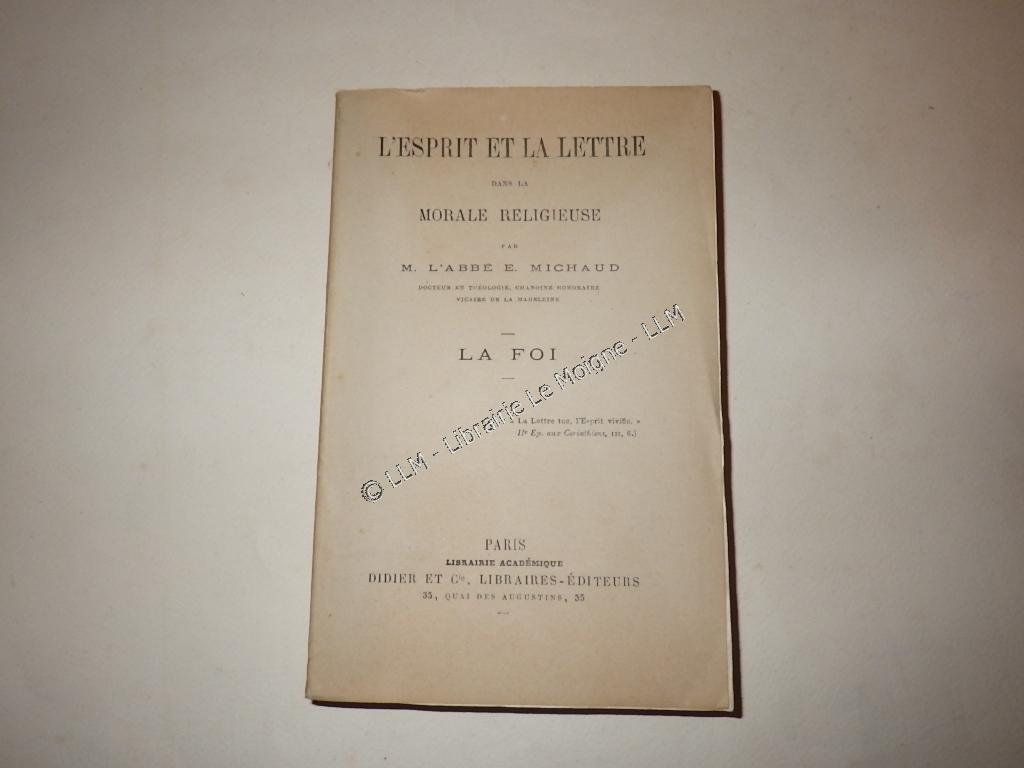 L'ESPRIT ET LA LETTRE
DANS LA
MORALE RELIGIEUSE
PAR
M. L'ABBÉ E. MICHAUD
DOCTEUR EN THÉOLOGIE, CHANOINE HONORAIRE
VICAIRE DE LA MADELEINE
LA FOI
La Lettre tue, l'Esprit vivifie. »
IIe Ep. aux Corinthiens, III, 6.)
© LLM - Librairie Le Moigne - LLM
PARIS
LIBRAIRIE ACADÉMIQUE
DIDIER ET Cie, LIBRAIRES-ÉDITEURS
35, QUAI DES AUGUSTINS, 35